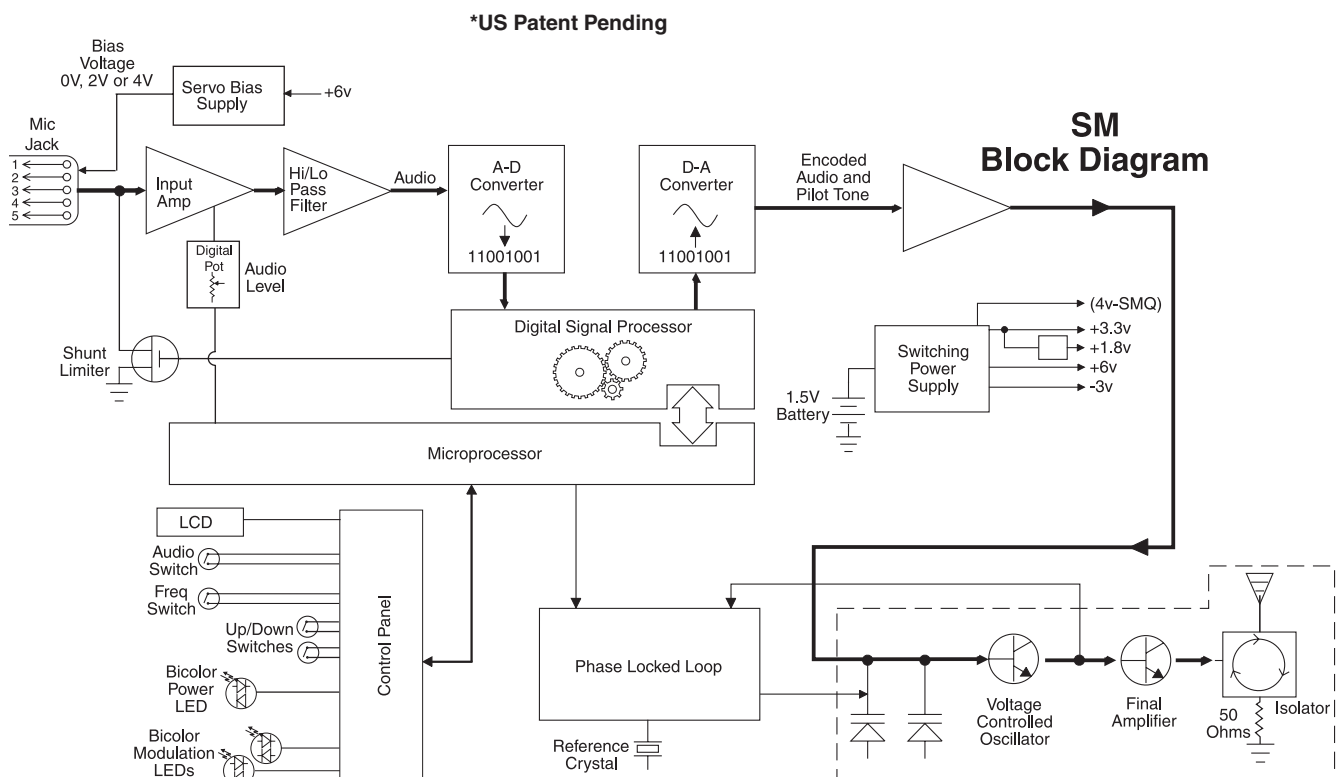 *US Patent Pending
SM
Block Diagram
Bias
Voltage
0V, 2V or 4V
Servo Bias
Supply
+6v
Mic
Jack
1
2
3
4
5
Input
Amp
Hi/Lo
Pass
Filter
Audio
A-D
Converter
11001001
D-A
Converter
11001001
Encoded
Audio and
Pilot Tone
Digital
Pot
Audio
Level
Shunt
Limiter
Digital Signal Processor
Switching
Power
Supply
(4v-SMQ)
+3.3v
+1.8v
+6v
-3v
1.5V
Battery
Microprocessor
LCD
Audio
Switch
Freq
Switch
Up/Down
Switches
Bicolor
Power
LED
Bicolor
Modulation
LEDs
Control Panel
Phase Locked Loop
Reference
Crystal
Voltage
Controlled
Oscillator
Final
Amplifier
50
Ohms
Isolator